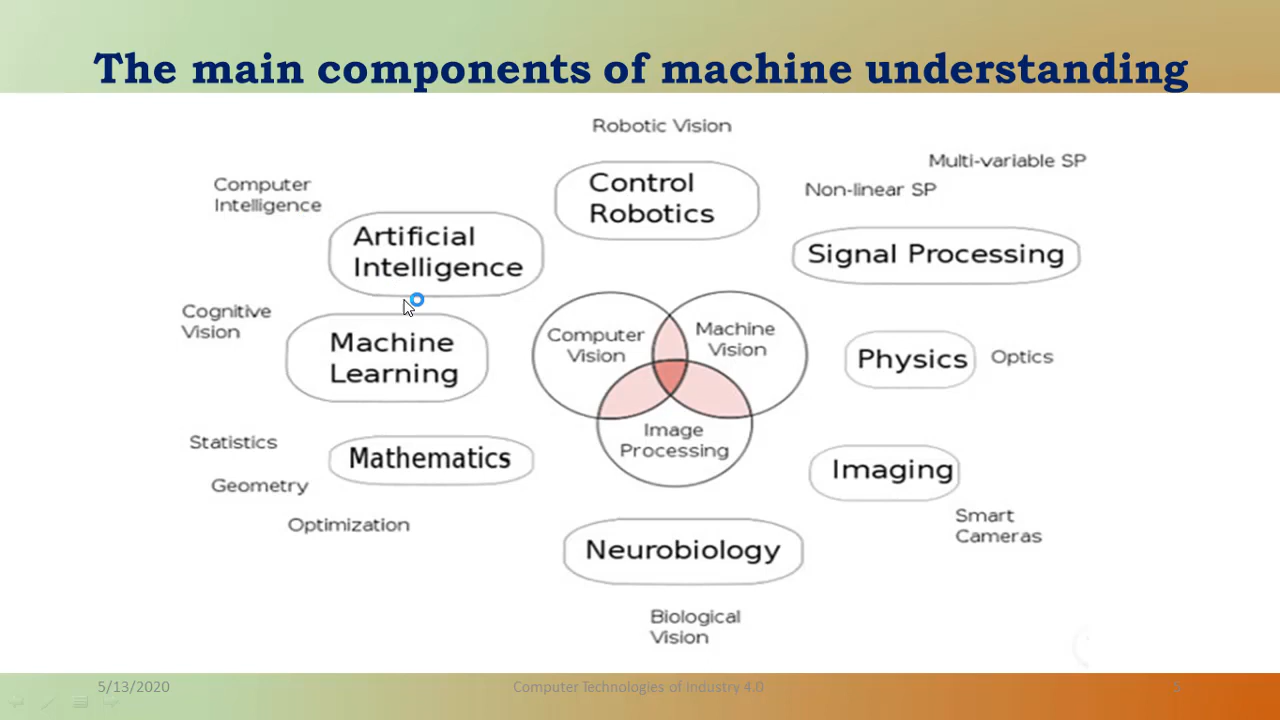 The main components of machine understanding
Robotic Vision
Multi-variable SP
Non-linear SP
Computer
Intelligence
Control
Robotics
Artificial
Intelligence
Signal Processing
Cognitive
Vision
Machine
Learning
Computer
Vision
Machine
Vision
Physics
Optics
Statistics
Mathematics
Image
Processing
Imaging
Geometry
Optimization
Smart
Cameras
Neurobiology
Biological
Vision
5/13/2020
Computer Technologies of Industry 4.0
5